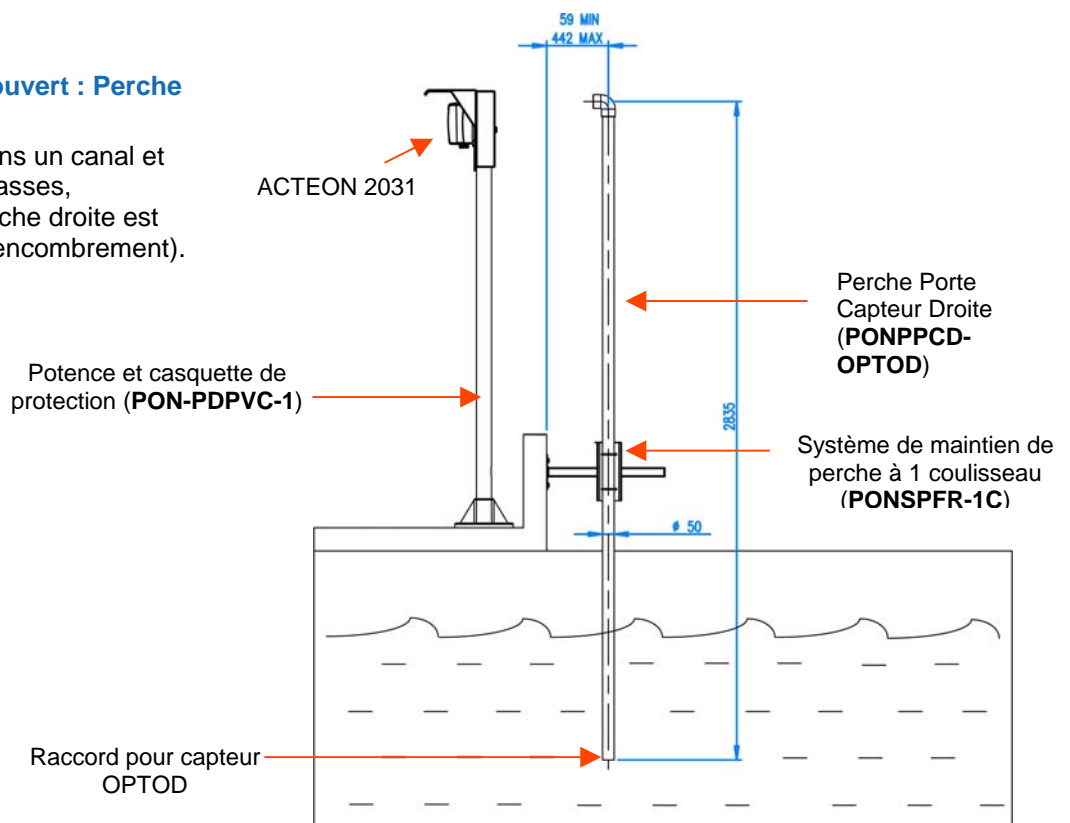 59 MIN
442 MAX
ouvert : Perche
ns un canal et
asses,
che droite est
encombrement).
ACTEON 2031
Perche Porte
Capteur Droite
(PONPPCD-
OPTOD)
Potence et casquette de
protection (PON-PDPVC-1)
2835
Système de maintien de
perche à 1 coulisseau
(PONSPFR-1C)
ø 50
Raccord pour capteur
OPTOD